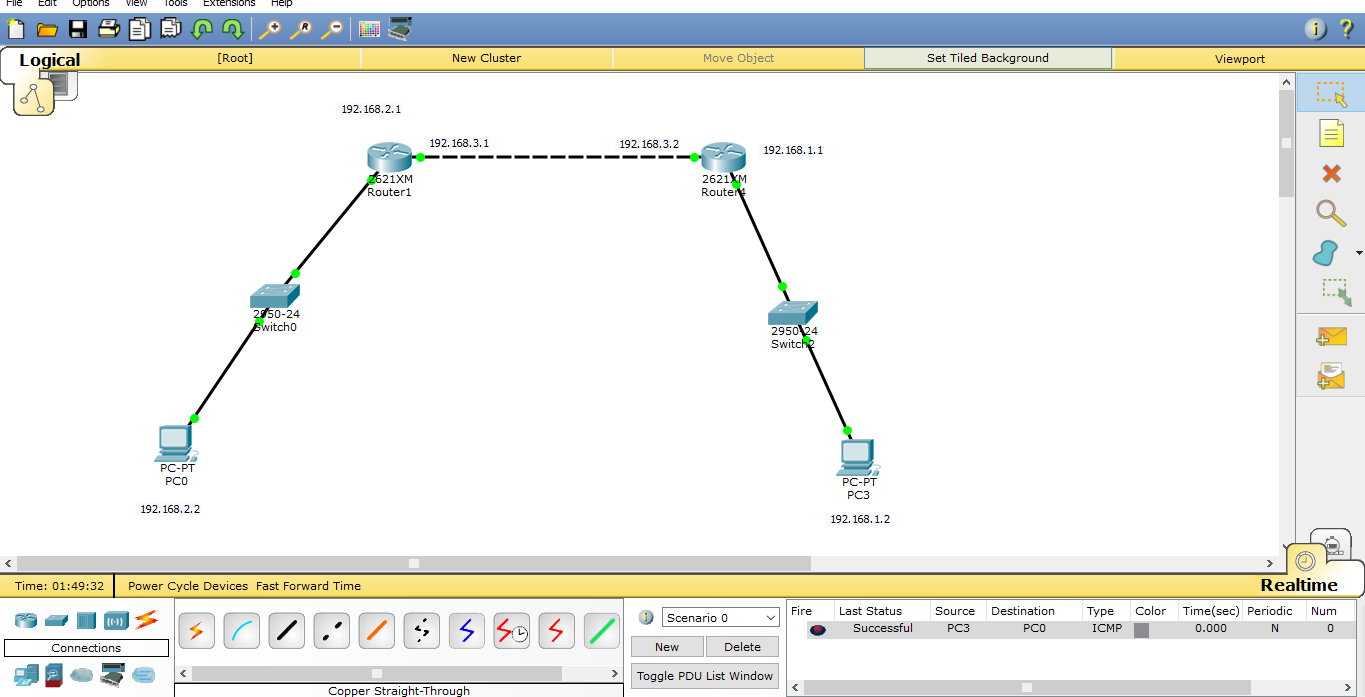 File Edit Options View Tools Extensions Help
Logical [Root] New Cluster Move Object Set Tiled Background Viewport
192.168.2.1
192.168.3.1 192.168.3.2 192.168.1.1
2621XM
Router1
2621XM
Router4
2950-24
Switch0
2950-24
Switch2
PC-PT
PC0
192.168.2.2
PC-PT
PC3
192.168.1.2
Realtime
Time: 01:49:32 Power Cycle Devices Fast Forward Time
Connections
Copper Straight-Through
Scenario 0
New Delete
Toggle PDU List Window
Fire Last Status Source Destination Type Color Time(sec) Periodic Num
Successful PC3 PC0 ICMP 0.000 N 0